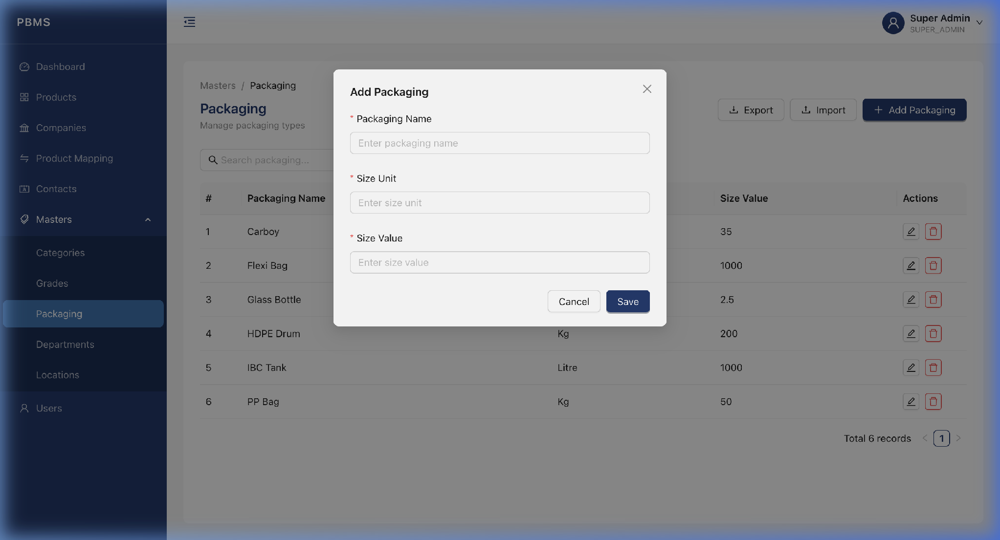 PBMS
Super Admin
SUPER_ADMIN
Dashboard
Products
Companies
Product Mapping
Contacts
Masters
Categories
Grades
Packaging
Departments
Locations
Users
Masters / Packaging
Packaging
Manage packaging types
Export
Import
+ Add Packaging
Search packaging...
# Packaging Name Size Value Actions
1 Carboy 35
2 Flexi Bag 1000
3 Glass Bottle 2.5
4 HDPE Drum Kg 200
5 IBC Tank Litre 1000
6 PP Bag Kg 50
Total 6 records < 1 >
Add Packaging
* Packaging Name
Enter packaging name
* Size Unit
Enter size unit
* Size Value
Enter size value
Cancel
Save